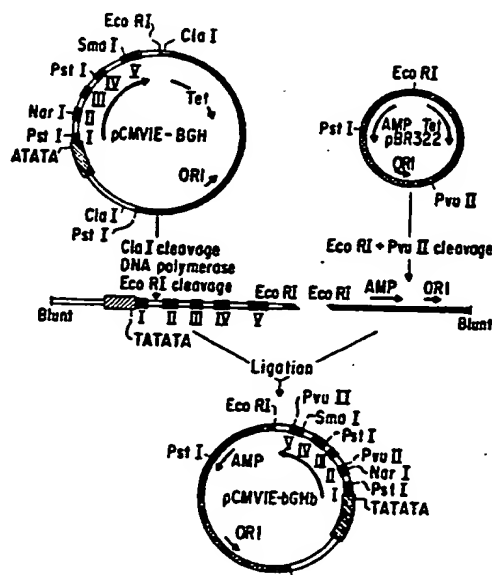 Eco RI
Cla I
Sma I
Pst I
V
IV
III
II
I
Nar I
Pst I
ATATA
Tet
pCMVIE-BGH
ORI
Cla I
Pst I
Eco RI
Pst I
AMP Tet
pBR322
ORI
Pvu II
Cla I cleavage
DNA polymerase
Eco RI cleavage
Eco RI + Pvu II cleavage
Blunt
I II III IV V
Eco RI
TATATA
Eco RI
AMP
ORI
Blunt
Ligation
Eco RI
Pvu II
Sma I
Pst I
Pvu II
Nar I
Pst I
TATATA
V
IV
III
II
I
Pst I
AMP
pCMVIE-bGHb
ORI